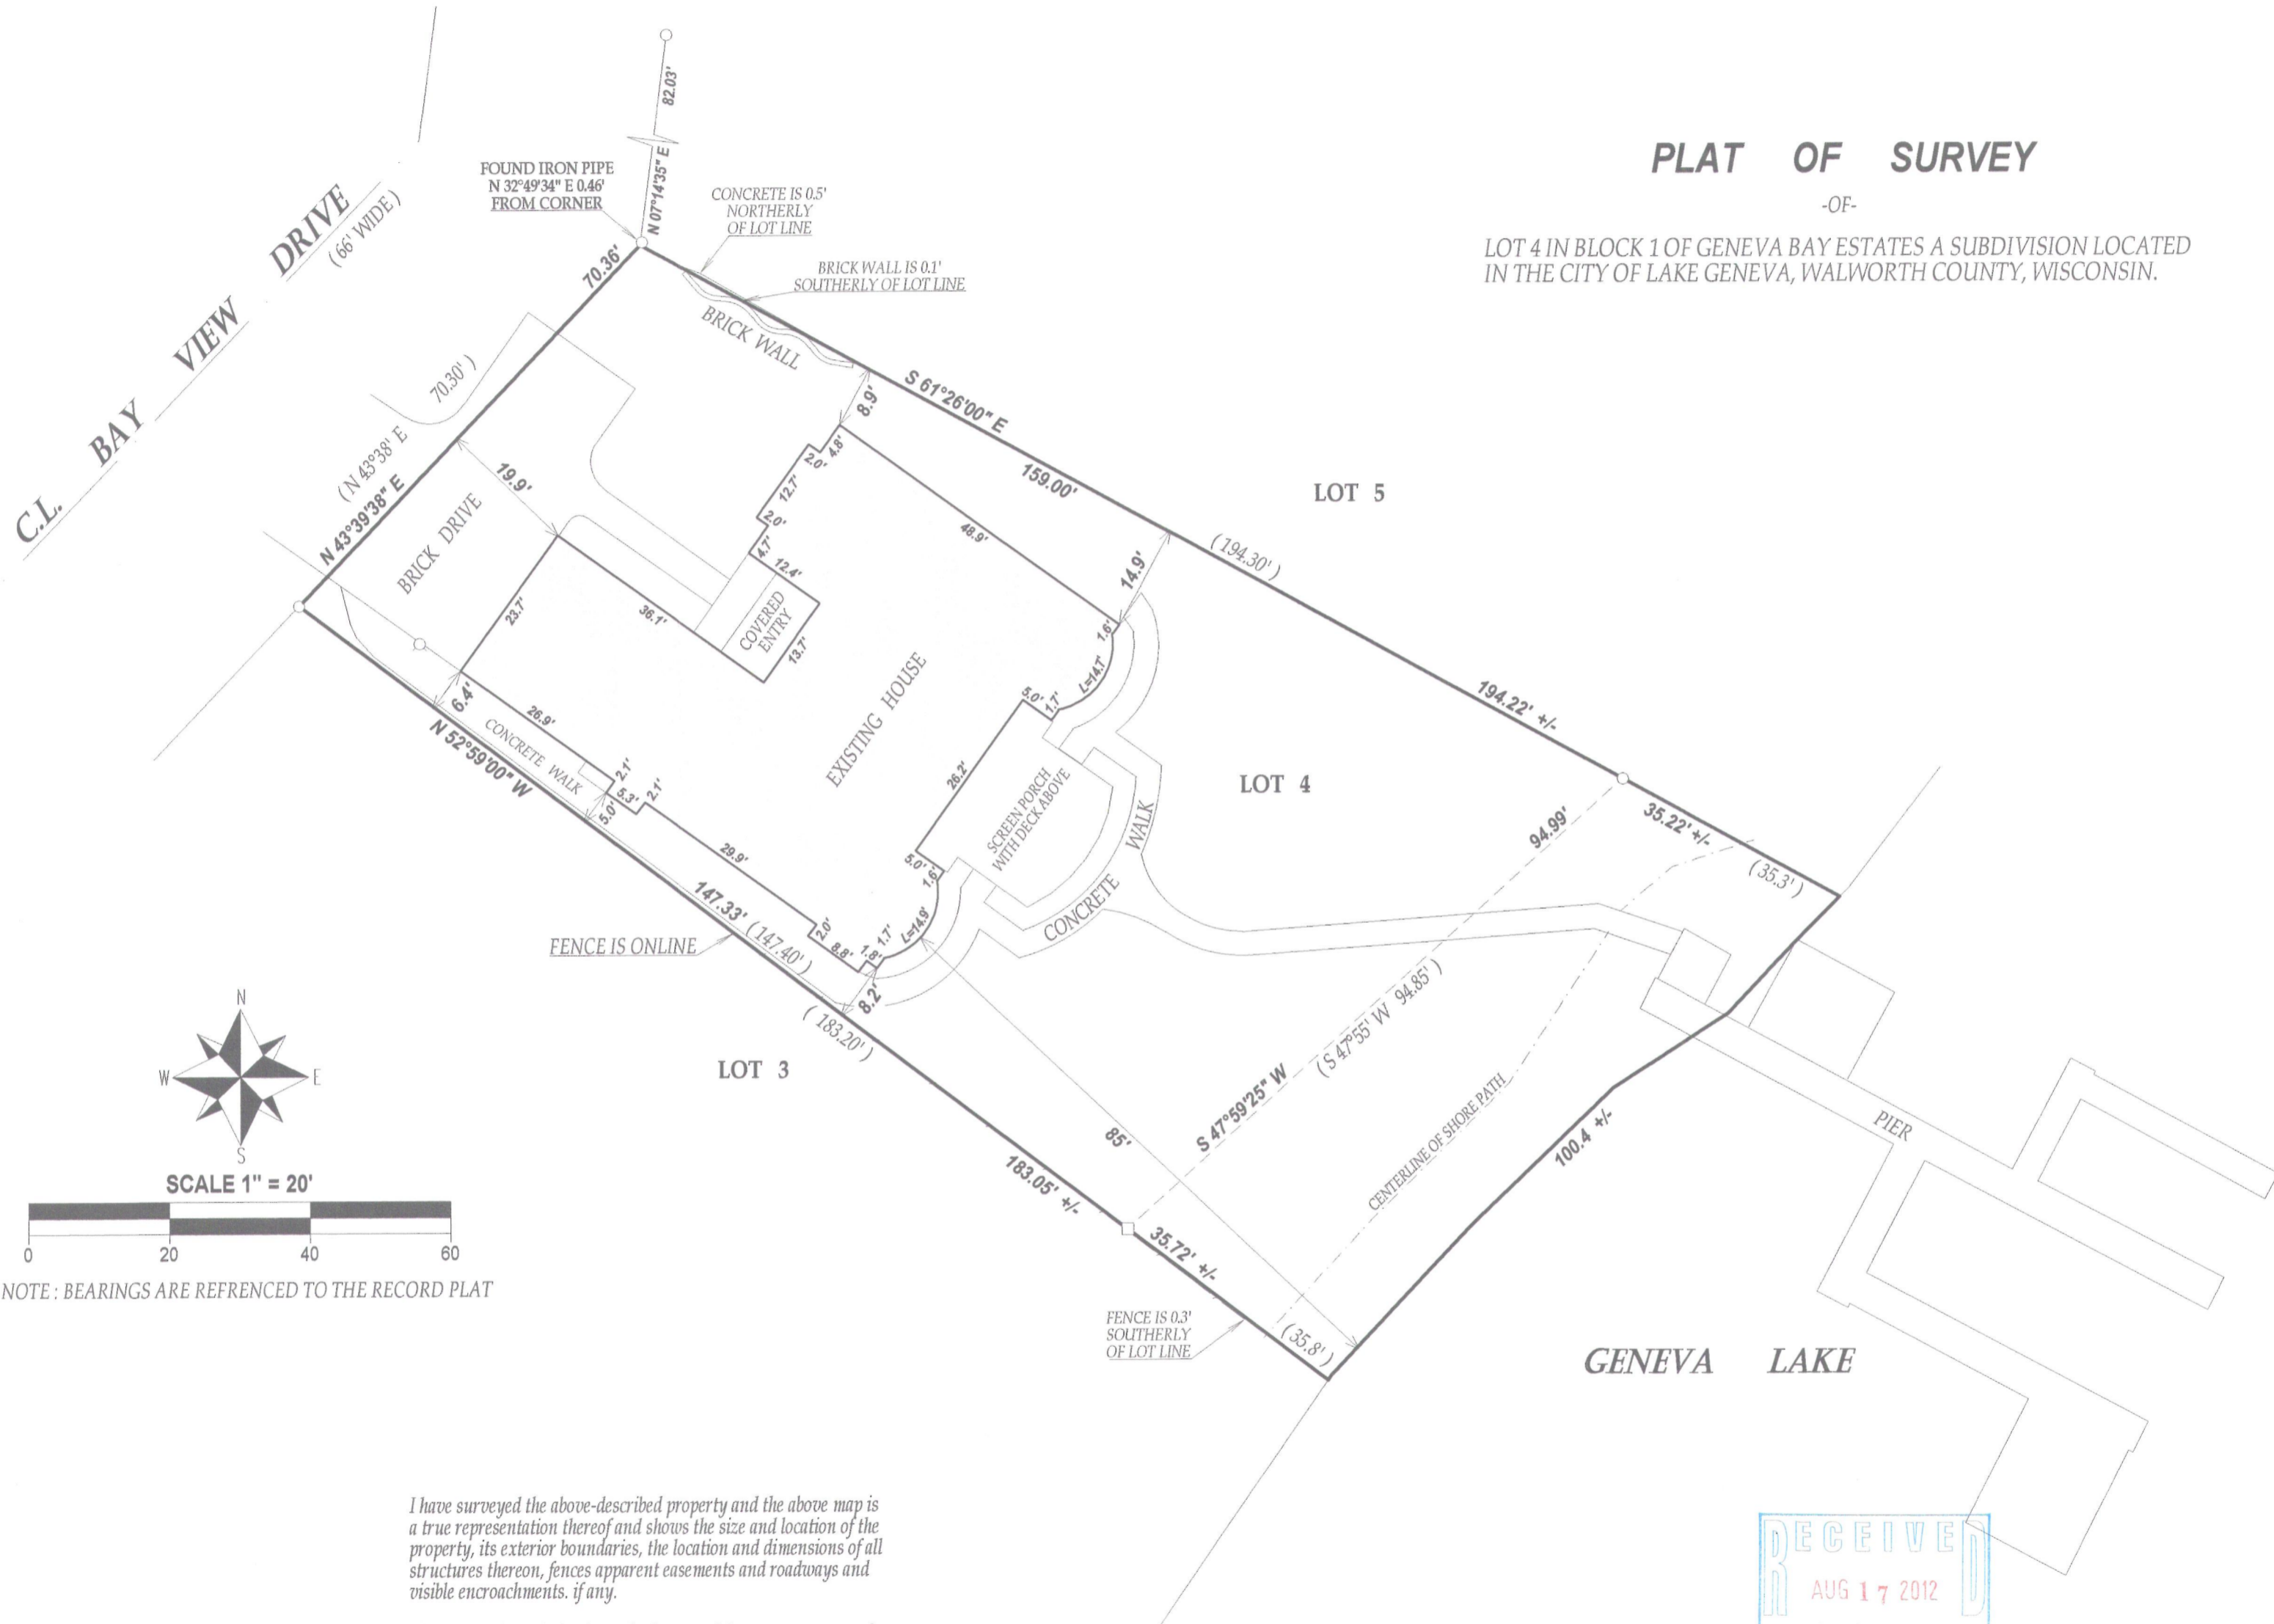 PLAT OF SURVEY
-OF-
LOT 4 IN BLOCK 1 OF GENEVA BAY ESTATES A SUBDIVISION LOCATED
IN THE CITY OF LAKE GENEVA, WALWORTH COUNTY, WISCONSIN.
82.03'
N 07°14'35" E
FOUND IRON PIPE
N 32°49'34" E 0.46'
FROM CORNER
CONCRETE IS 0.5'
NORTHERLY
OF LOT LINE
BRICK WALL IS 0.1'
SOUTHERLY OF LOT LINE
BRICK WALL
C.L. BAY VIEW DRIVE
(66' WIDE)
70.36'
(N 43°38' E 70.30')
N 43°39'38" E
BRICK DRIVE
19.9'
8.9'
S 61°26'00" E
159.00'
LOT 5
(194.30')
194.22' +/-
4.8'
2.0'
12.7'
2.0'
4.7'
12.4'
48.9'
14.9'
23.7'
36.1'
COVERED
ENTRY
13.7'
1.6'
L=14.7'
1.7'
5.0'
EXISTING HOUSE
26.2'
SCREEN PORCH
WITH DECK ABOVE
LOT 4
CONCRETE WALK
94.99'
35.22' +/-
(35.3')
6.4'
26.9'
CONCRETE WALK
N 52°59'00" W
2.1'
5.3'
2.1'
5.0'
29.9'
5.0'
1.6'
L=14.9'
2.0'
8.8'
1.8'
1.7'
147.33' (147.40')
FENCE IS ONLINE
8.2'
(183.20')
LOT 3
S 47°59'25" W
(S 47°55' W 94.85')
85'
183.05' +/-
CENTERLINE OF SHORE PATH
100.4 +/-
PIER
35.72' +/-
(35.8')
FENCE IS 0.3'
SOUTHERLY
OF LOT LINE
GENEVA LAKE
N
W E
S
SCALE 1" = 20'
0 20 40 60
NOTE : BEARINGS ARE REFRENCED TO THE RECORD PLAT
I have surveyed the above-described property and the above map is
a true representation thereof and shows the size and location of the
property, its exterior boundaries, the location and dimensions of all
structures thereon, fences apparent easements and roadways and
visible encroachments. if any.
RECEIVED
AUG 17 2012